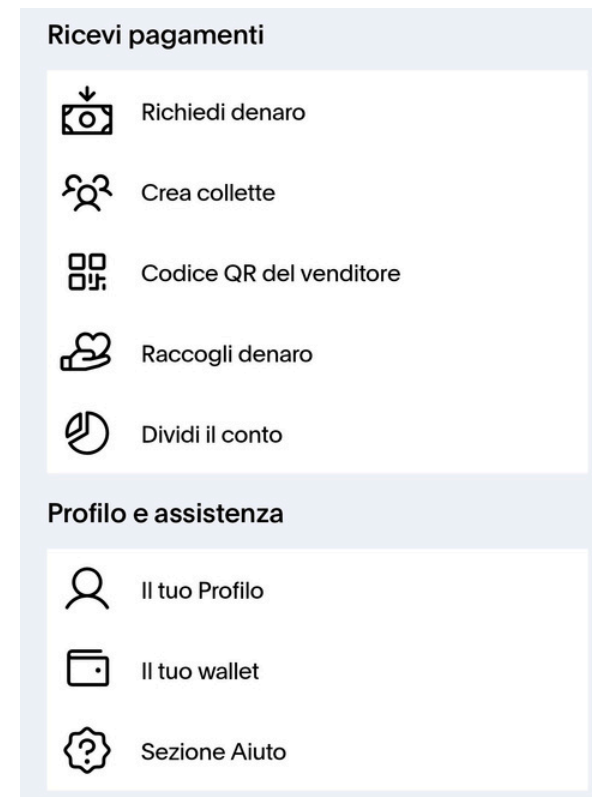 Ricevi pagamenti
Richiedi denaro
Crea collette
Codice QR del venditore
Raccogli denaro
Dividi il conto
Profilo e assistenza
Il tuo Profilo
Il tuo wallet
Sezione Aiuto